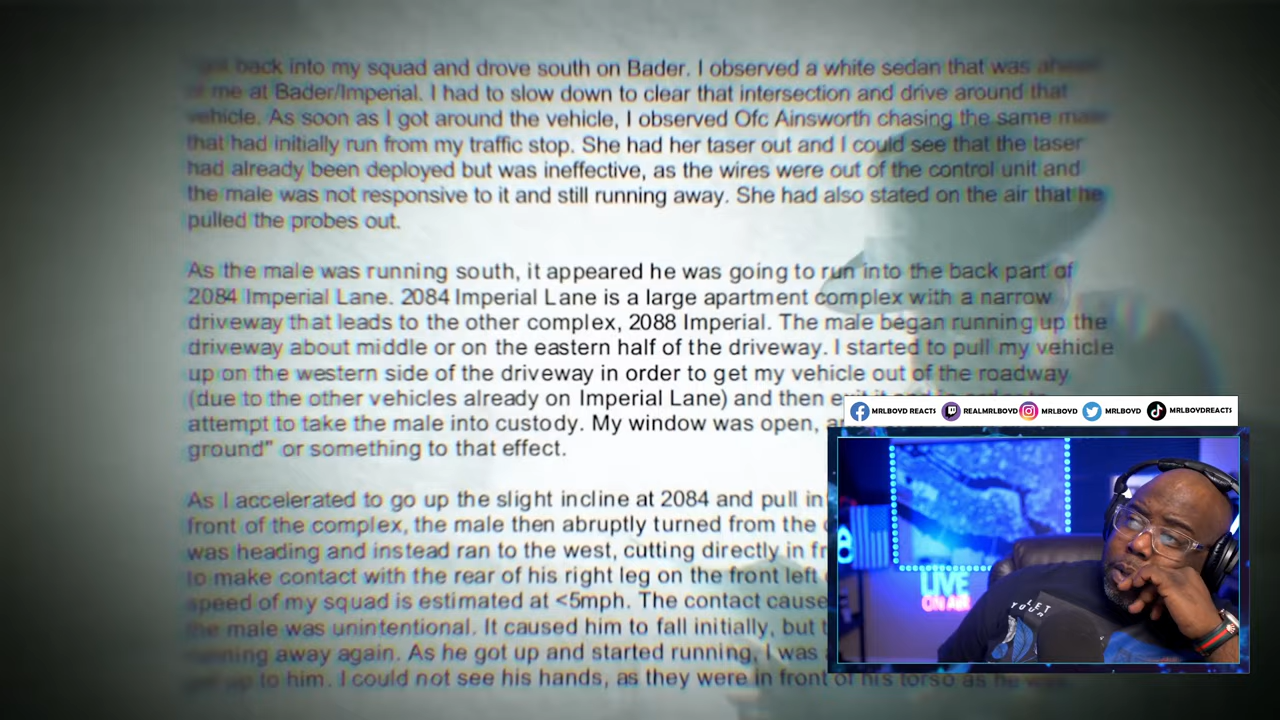 back into my squad and drove south on Bader. I observed a white sedan that was ahead
of me at Bader/Imperial. I had to slow down to clear that intersection and drive around that
vehicle. As soon as I got around the vehicle, I observed Ofc Ainsworth chasing the same male
that had initially run from my traffic stop. She had her taser out and I could see that the taser
had already been deployed but was ineffective, as the wires were out of the control unit and
the male was not responsive to it and still running away. She had also stated on the air that he
pulled the probes out.
As the male was running south, it appeared he was going to run into the back part of
2084 Imperial Lane. 2084 Imperial Lane is a large apartment complex with a narrow
driveway that leads to the other complex, 2088 Imperial. The male began running up the
driveway about middle or on the eastern half of the driveway. I started to pull my vehicle
up on the western side of the driveway in order to get my vehicle out of the roadway
(due to the other vehicles already on Imperial Lane) and then exit
attempt to take the male into custody. My window was open,
ground" or something to that effect.
As I accelerated to go up the slight incline at 2084 and pull in
front of the complex, the male then abruptly turned from the
was heading and instead ran to the west, cutting directly in
to make contact with the rear of his right leg on the front left
speed of my squad is estimated at <5mph. The contact
the male was unintentional. It caused him to fall initially, but
running away again. As he got up and started running, I was
to him. I could not see his hands, as they were in front of his torso as he
MRLBOYD REACTS REALMRLBOYD MRLBOYD MRLBOYD MRLBOYDREACTS
LIVE
ON AIR
LET
YOUR